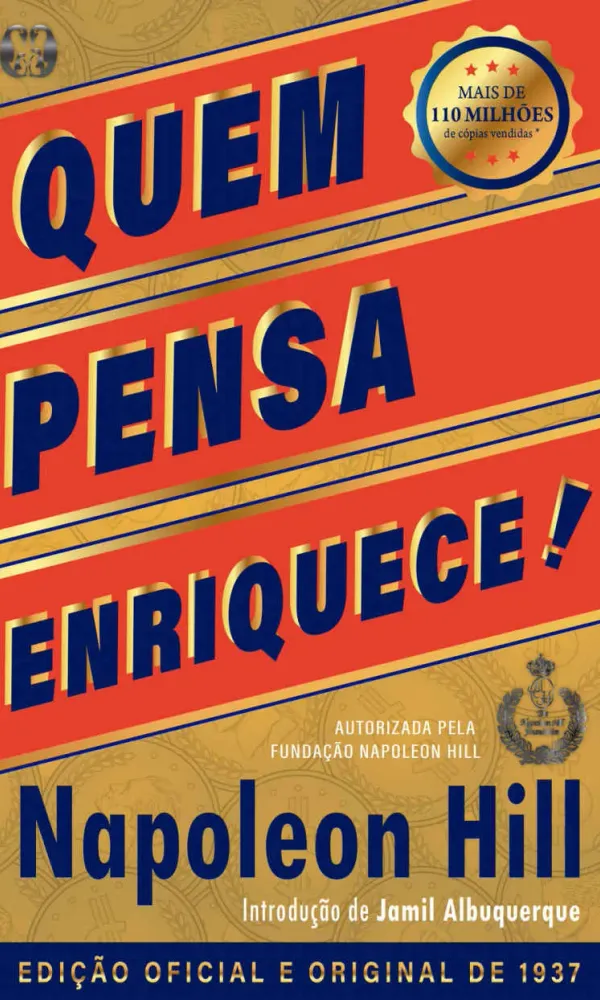 QUEM
MAIS DE
110 MILHÕES
de cópias vendidas *
PENSA
ENRIQUECE!
AUTORIZADA PELA
FUNDAÇÃO NAPOLEON HILL
Napoleon Hill
Introdução de Jamil Albuquerque
EDIÇÃO OFICIAL E ORIGINAL DE 1937